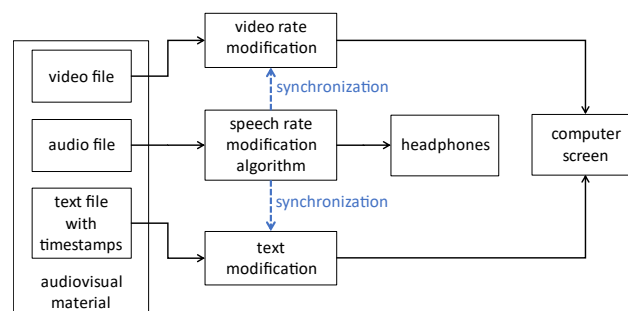 video rate
modification
video file
synchronization
audio file
speech rate
modification
algorithm
headphones
computer
screen
text file
with
timestamps
synchronization
text
modification
audiovisual
material